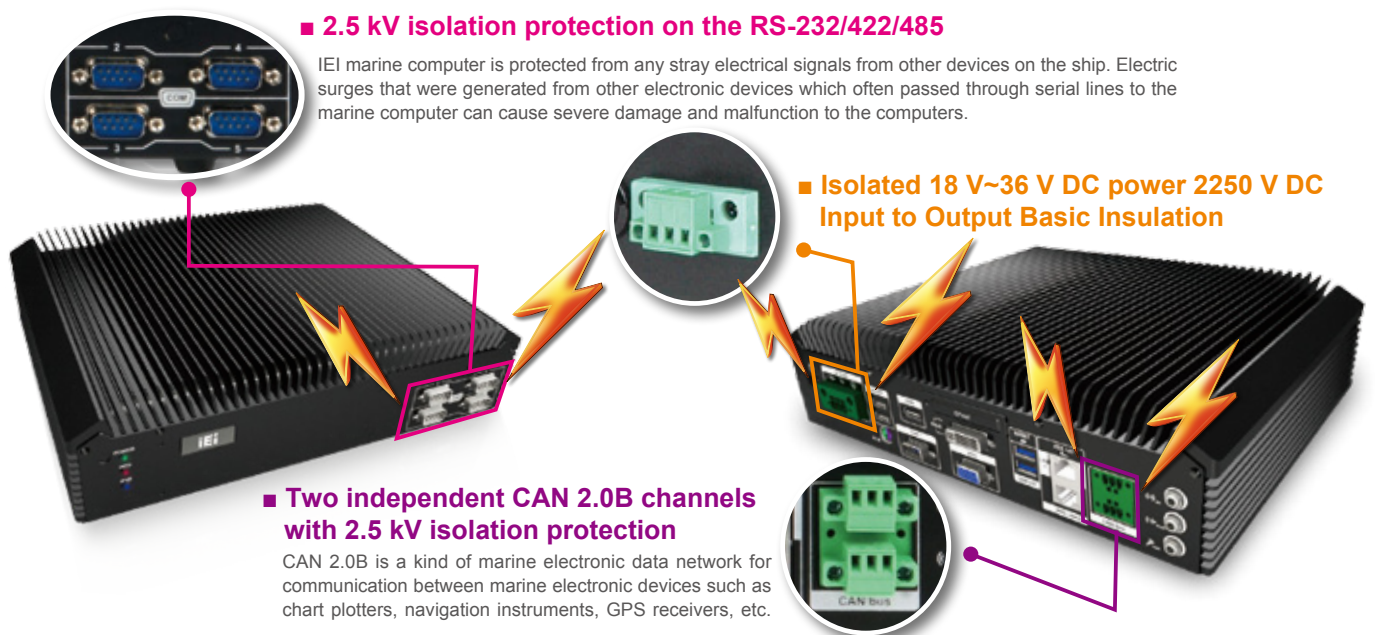 ■ 2.5 kV isolation protection on the RS-232/422/485
IEI marine computer is protected from any stray electrical signals from other devices on the ship. Electric
surges that were generated from other electronic devices which often passed through serial lines to the
marine computer can cause severe damage and malfunction to the computers.
2 4
COM
3 5
■ Isolated 18 V~36 V DC power 2250 V DC
Input to Output Basic Insulation
iEi
■ Two independent CAN 2.0B channels
with 2.5 kV isolation protection
CAN 2.0B is a kind of marine electronic data network for
communication between marine electronic devices such as
chart plotters, navigation instruments, GPS receivers, etc.
CAN bus